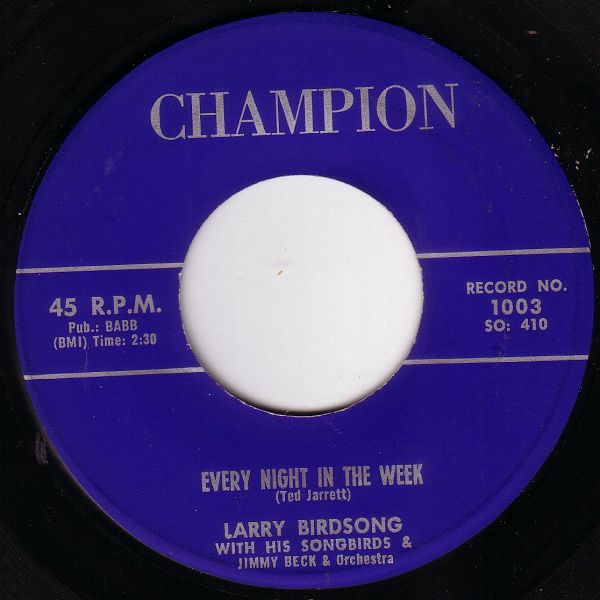 CHAMPION
45 R.P.M.
Pub.: BABB
(BMI) Time: 2:30
RECORD NO.
1003
SO: 410
EVERY NIGHT IN THE WEEK
(Ted Jarrett)
LARRY BIRDSONG
WITH HIS SONGBIRDS &
JIMMY BECK & Orchestra